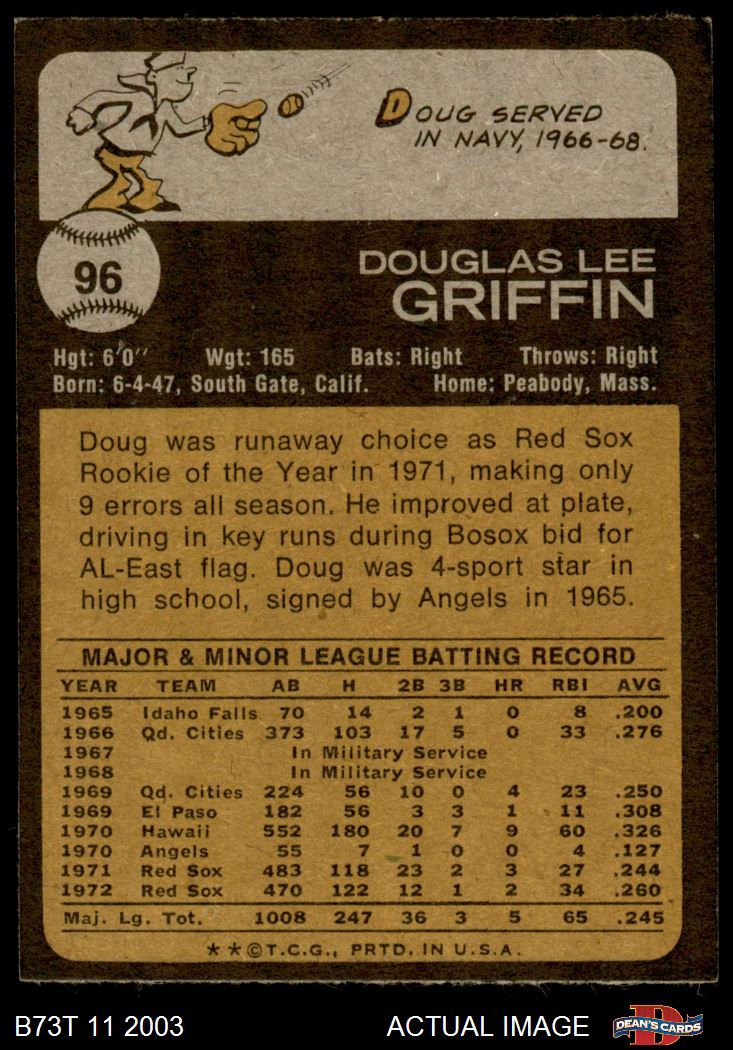 DOUG SERVED
IN NAVY, 1966-68.
96
DOUGLAS LEE
GRIFFIN
Hgt: 6'0" Wgt: 165 Bats: Right Throws: Right
Born: 6-4-47, South Gate, Calif. Home: Peabody, Mass.
Doug was runaway choice as Red Sox
Rookie of the Year in 1971, making only
9 errors all season. He improved at plate,
driving in key runs during Bosox bid for
AL-East flag. Doug was 4-sport star in
high school, signed by Angels in 1965.
MAJOR & MINOR LEAGUE BATTING RECORD
YEAR TEAM AB H 2B 3B HR RBI AVG
1965 Idaho Falls 70 14 2 1 0 8 .200
1966 Qd. Cities 373 103 17 5 0 33 .276
1967 In Military Service
1968 In Military Service
1969 Qd. Cities 224 56 10 0 4 23 .250
1969 El Paso 182 56 3 3 1 11 .308
1970 Hawaii 552 180 20 7 9 60 .326
1970 Angels 55 7 1 0 0 4 .127
1971 Red Sox 483 118 23 2 3 27 .244
1972 Red Sox 470 122 12 1 2 34 .260
Maj. Lg. Tot. 1008 247 36 3 5 65 .245
**©T.C.G., PRTD. IN U.S.A.
B73T 11 2003 ACTUAL IMAGE DEAN'S CARDS